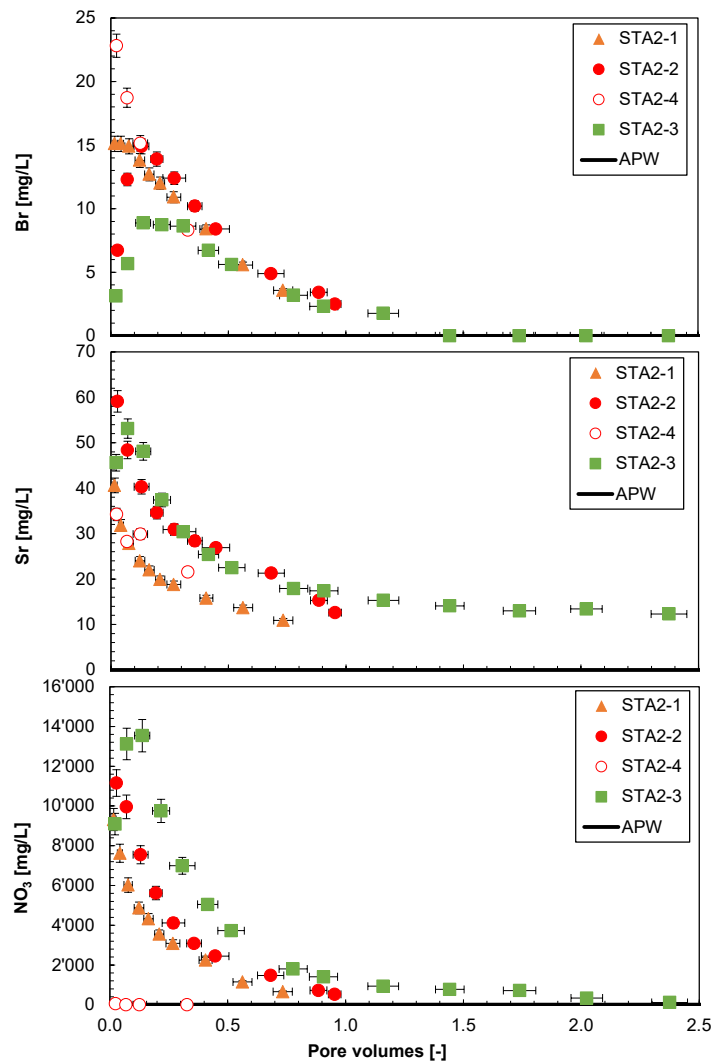 25
20
15
10
5
0
Br [mg/L]
STA2-1
STA2-2
STA2-4
STA2-3
APW
70
60
50
40
30
20
10
0
Sr [mg/L]
STA2-1
STA2-2
STA2-4
STA2-3
APW
16'000
14'000
12'000
10'000
8'000
6'000
4'000
2'000
0
NO3 [mg/L]
STA2-1
STA2-2
STA2-4
STA2-3
APW
0.0 0.5 1.0 1.5 2.0 2.5
Pore volumes [-]